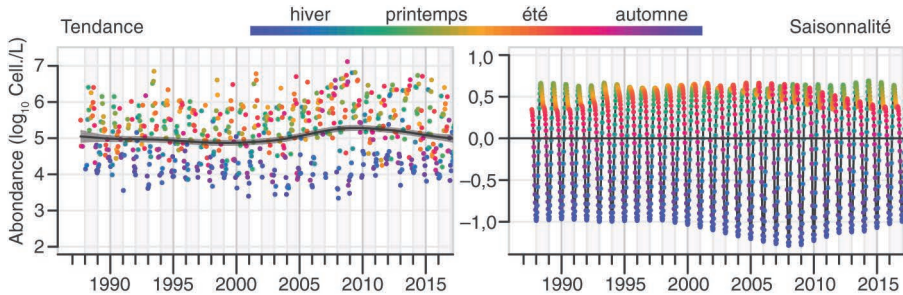 hiver printemps été automne
Tendance Saisonnalité
Abondance (log₁₀ Cell./L)
7
6
5
4
3
2
1990 1995 2000 2005 2010 2015
1,0
0,5
0,0
−0,5
−1,0
1990 1995 2000 2005 2010 2015